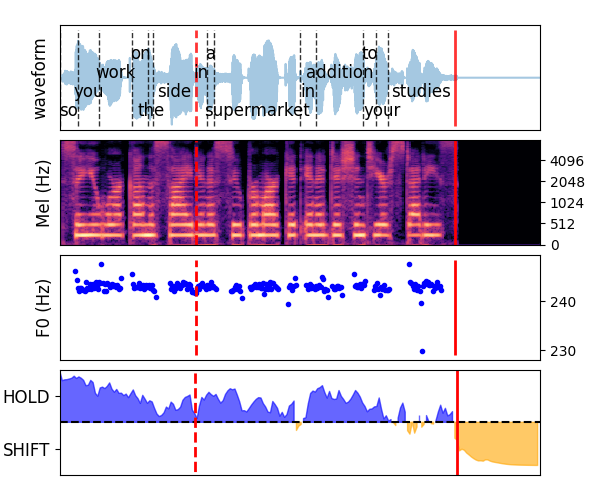 waveform
on a to
work in addition
you side in studies
so the supermarket your
Mel (Hz)
4096
2048
1024
512
0
F0 (Hz)
240
230
HOLD
SHIFT